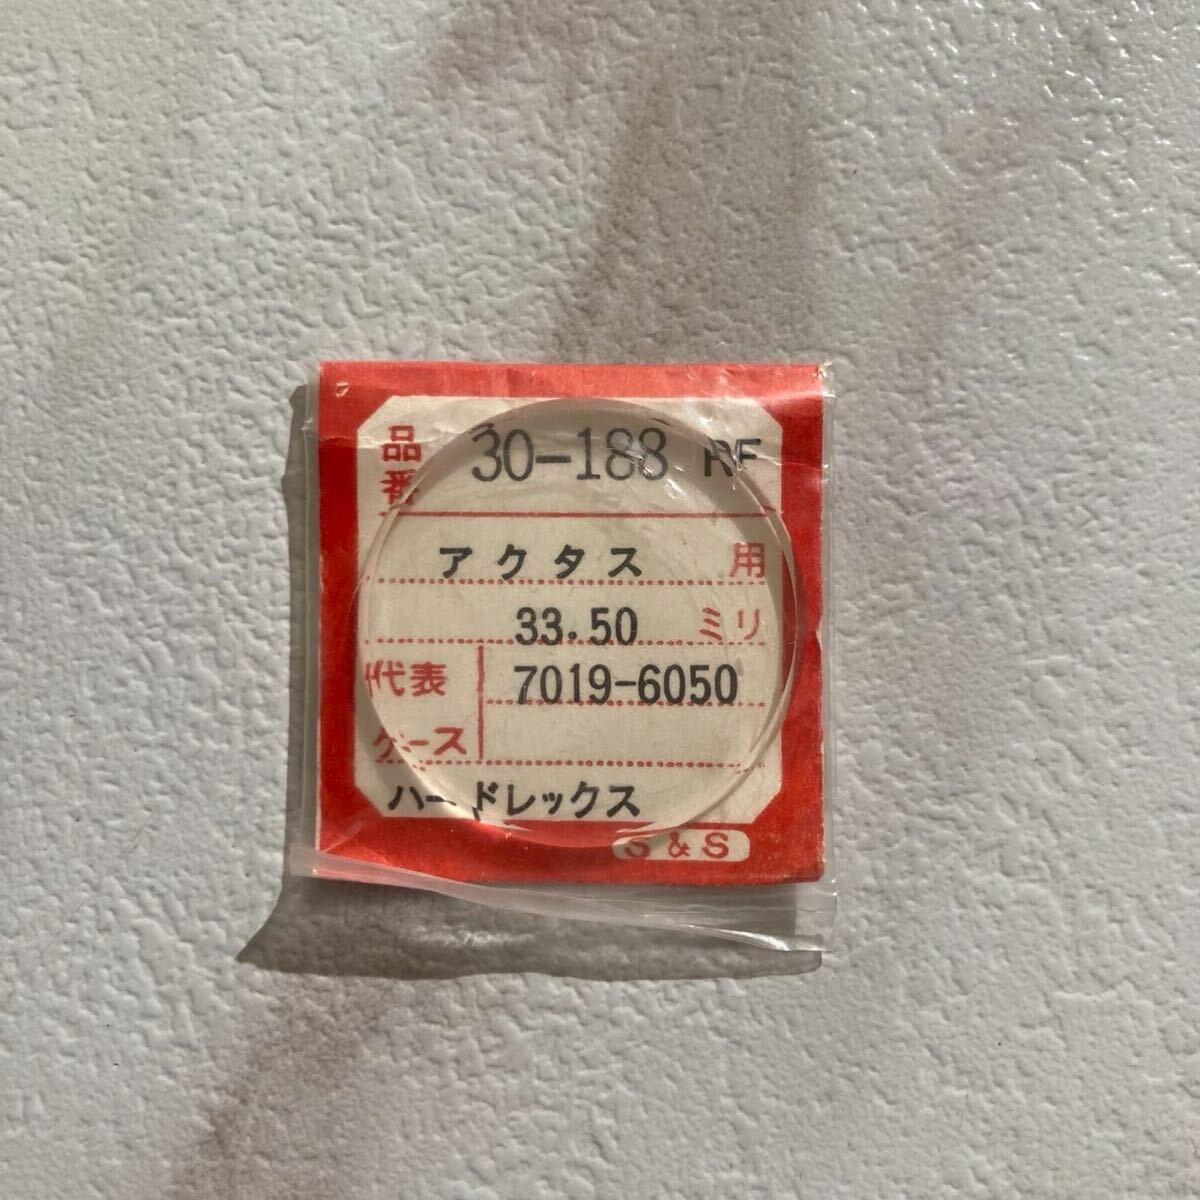 品番 30-188 RF
アクタス 用
33.50 ミリ
代表ケース 7019-6050
ハードレックス
S&S